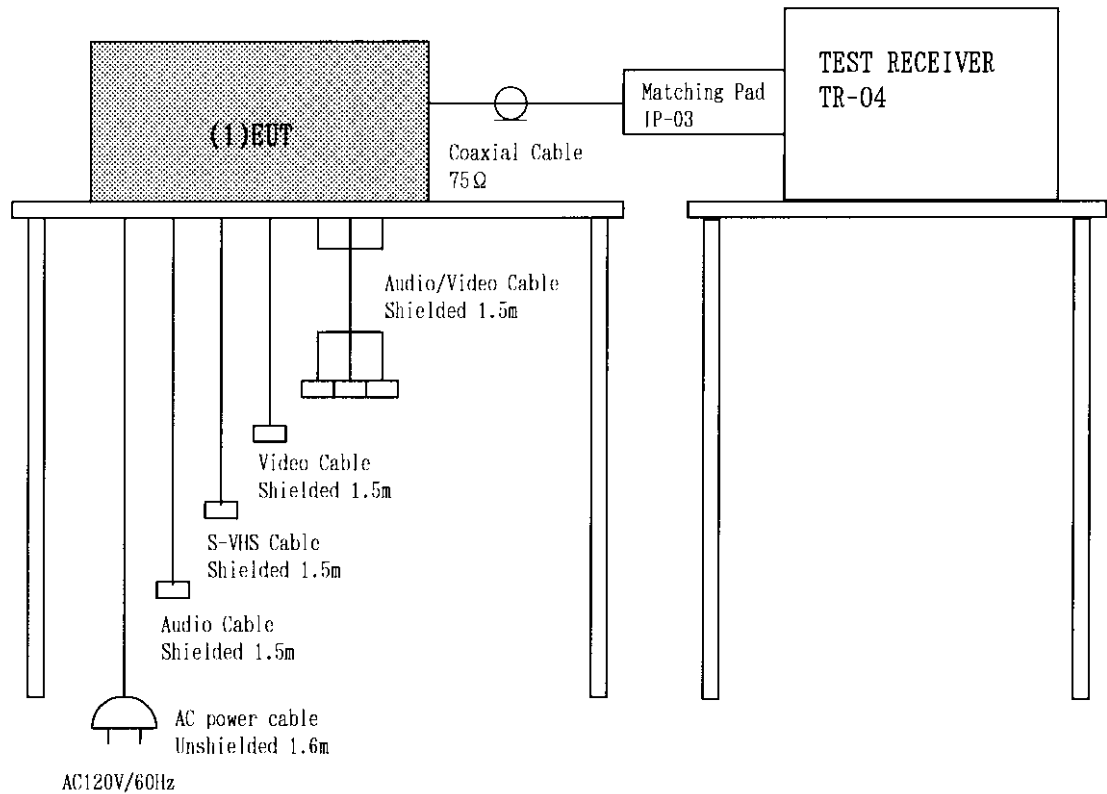 (1)EUT
Coaxial Cable
75Ω
Matching Pad
IP-03
TEST RECEIVER
TR-04
Audio/Video Cable
Shielded 1.5m
Video Cable
Shielded 1.5m
S-VHS Cable
Shielded 1.5m
Audio Cable
Shielded 1.5m
AC power cable
Unshielded 1.6m
AC120V/60Hz